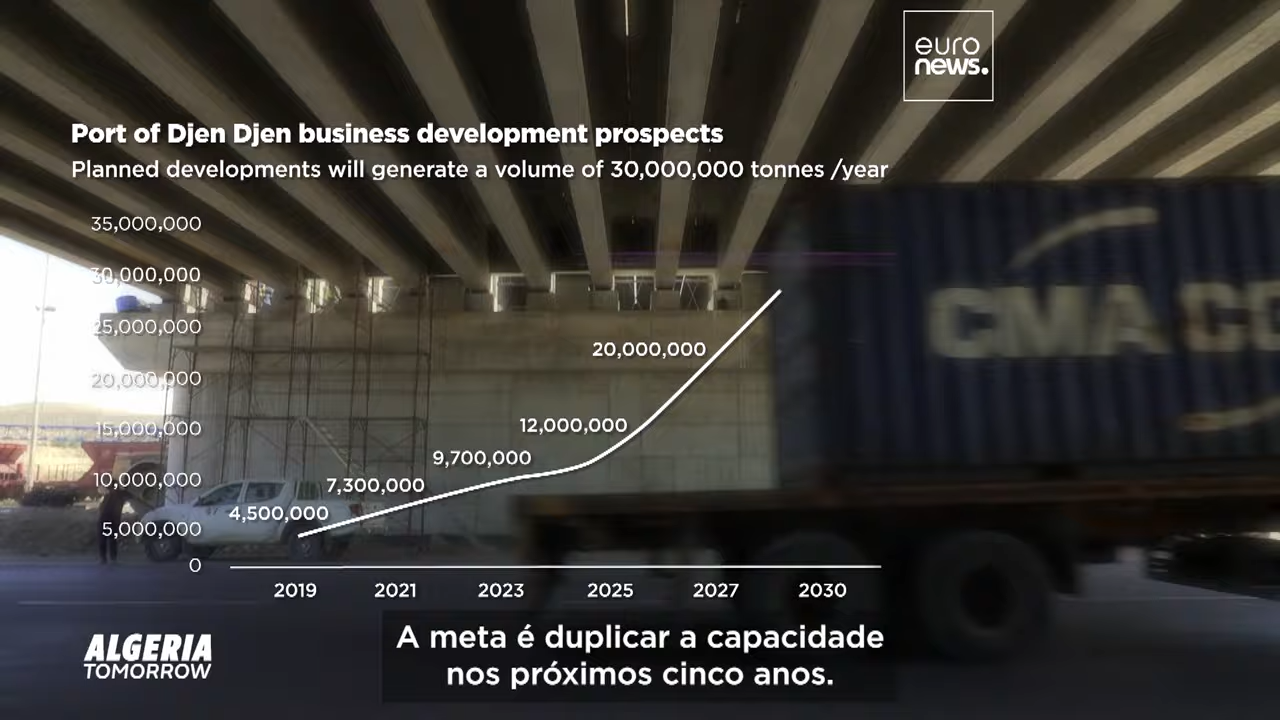 euro
news.
Port of Djen Djen business development prospects
Planned developments will generate a volume of 30,000,000 tonnes /year
35,000,000
30,000,000
25,000,000
20,000,000
15,000,000
10,000,000
5,000,000
0
20,000,000
12,000,000
9,700,000
7,300,000
4,500,000
2019 2021 2023 2025 2027 2030
CMA CG
A meta é duplicar a capacidade
nos próximos cinco anos.
ALGERIA
TOMORROW